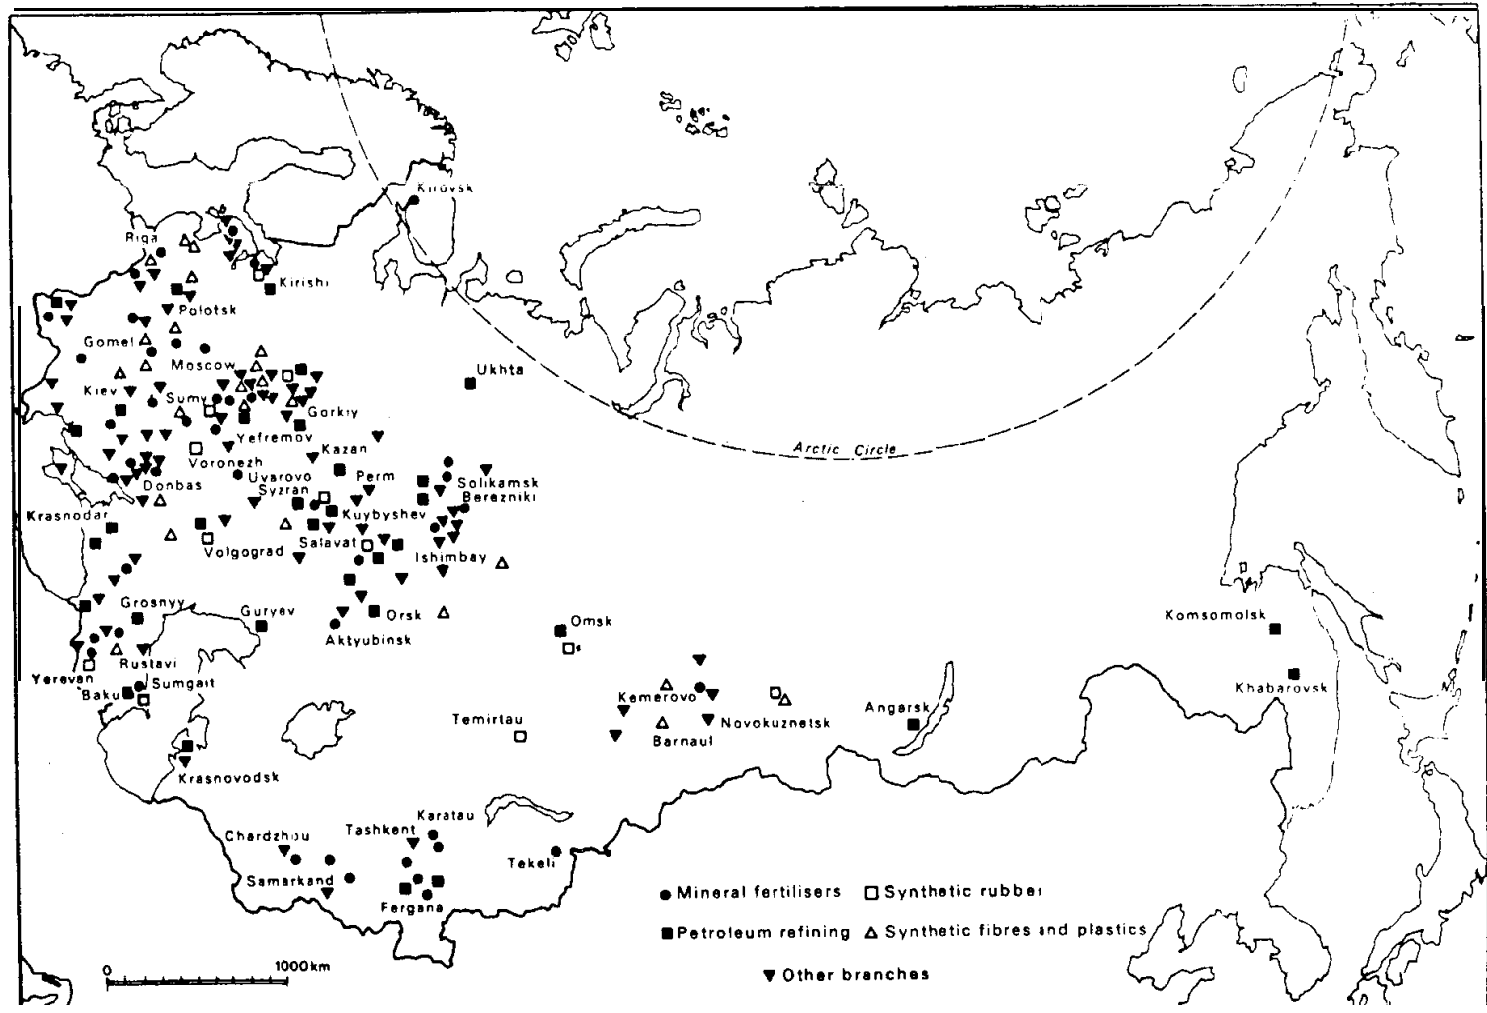 Kirovsk
Riga
Kirishi
Polotsk
Gomel
Moscow
Ukhta
Kiev
Sumy
Gorkiy
Yefremov
Arctic Circle
Kazan
Voronezh
Uvarovo
Perm
Solikamsk
Donbas
Syzran
Berezniki
Krasnodar
Kuybyshev
Volgograd
Salavat
Ishimbay
Grosnyy
Guryev
Orsk
Omsk
Komsomolsk
Aktyubinsk
Rustavi
Yerevan
Sumgait
Baku
Khabarovsk
Kemerovo
Angarsk
Temirtau
Novokuznetsk
Barnaul
Krasnovodsk
Karatau
Chardzhou
Tashkent
Tekeli
Samarkand
Fergana
Mineral fertilisers
Synthetic rubber
Petroleum refining
Synthetic fibres and plastics
Other branches
0 1000km